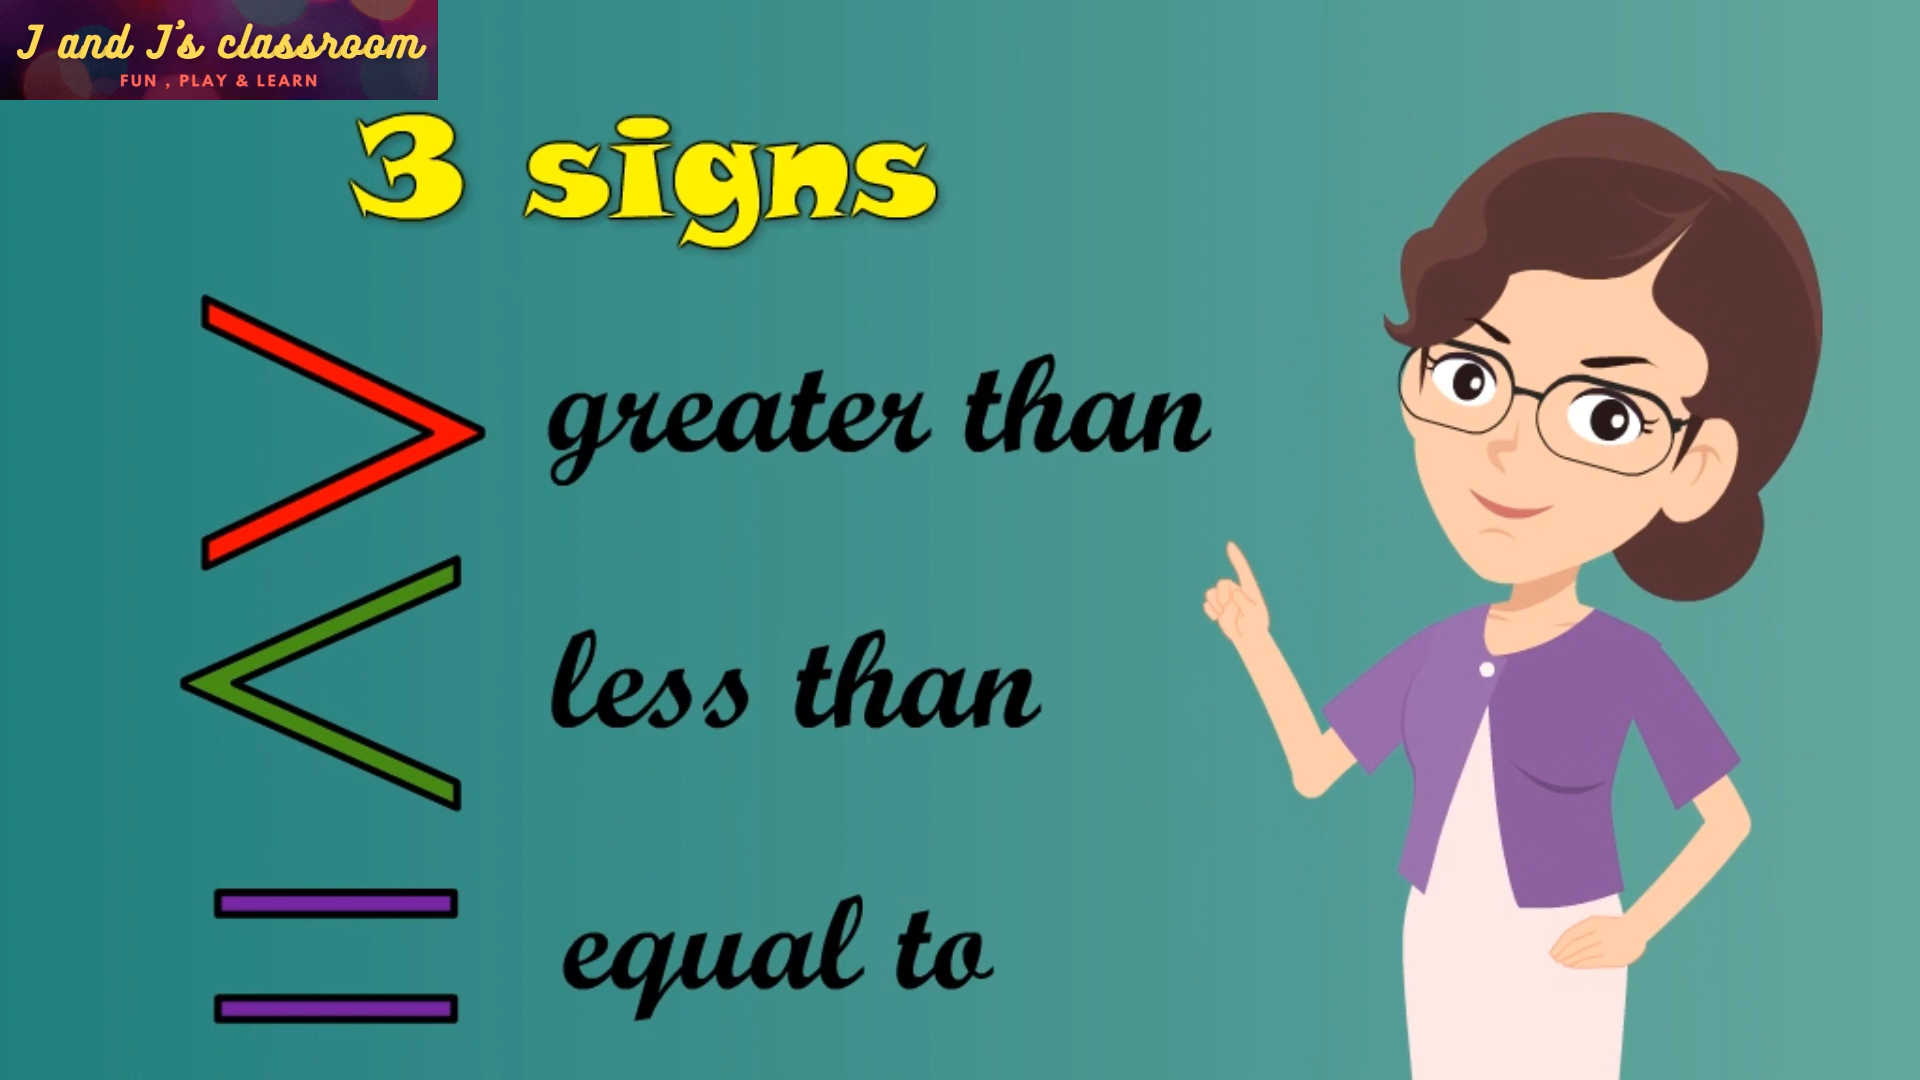 J and J's classroom
FUN , PLAY & LEARN
3 signs
> greater than
< less than
= equal to